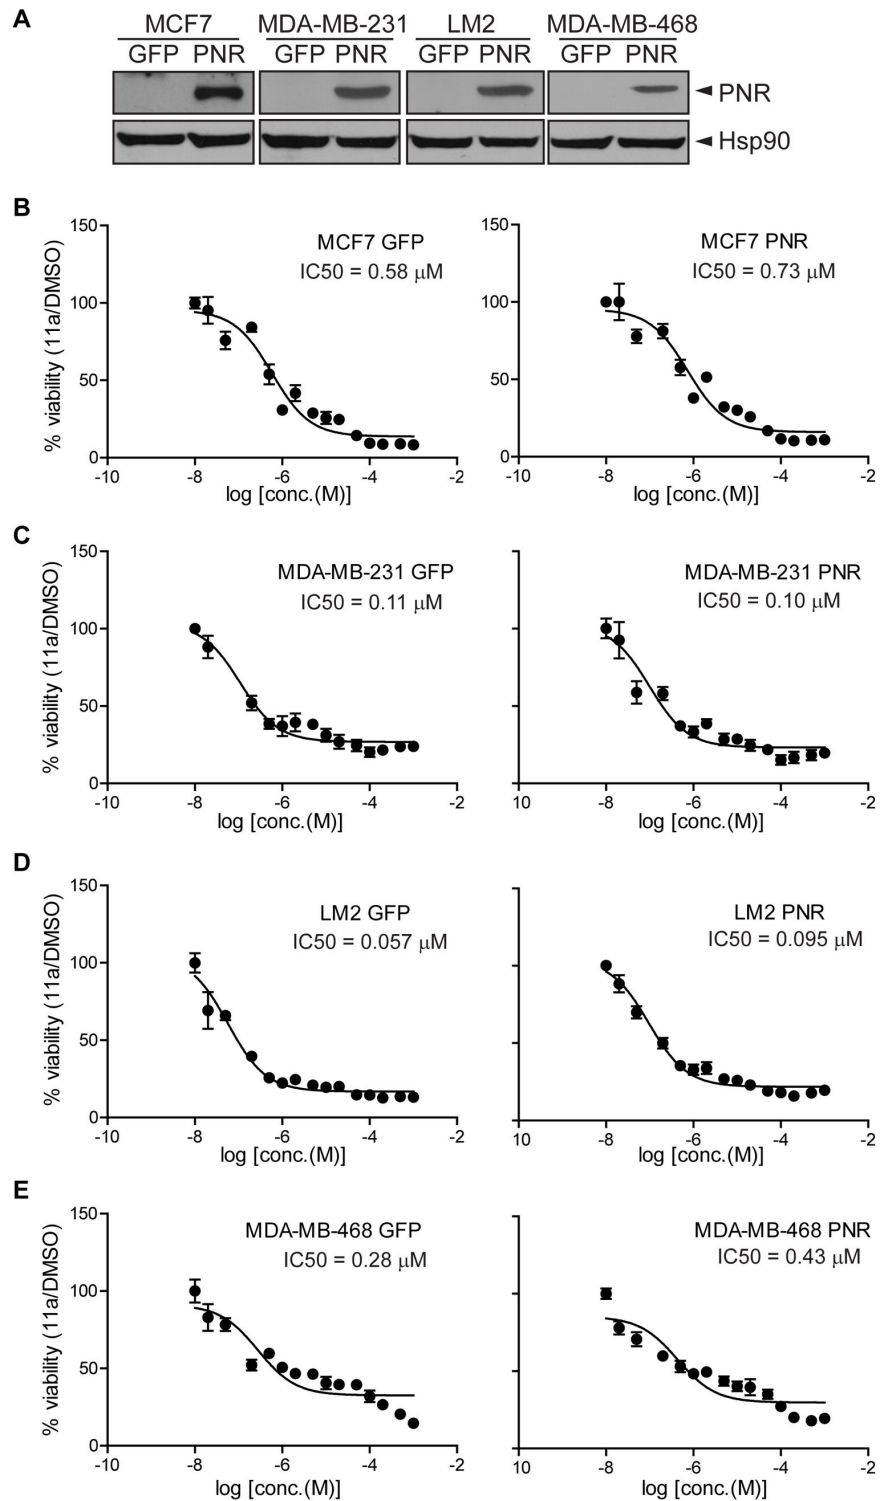 A
MCF7 MDA-MB-231 LM2 MDA-MB-468
GFP PNR GFP PNR GFP PNR GFP PNR
PNR
Hsp90
B
% viability (11a/DMSO)
150
100
50
0
-10 -8 -6 -4 -2
log [conc.(M)]
MCF7 GFP
IC50 = 0.58 μM
150
100
50
0
-10 -8 -6 -4 -2
log [conc.(M)]
MCF7 PNR
IC50 = 0.73 μM
C
% viability (11a/DMSO)
150
100
50
0
-10 -8 -6 -4 -2
log [conc.(M)]
MDA-MB-231 GFP
IC50 = 0.11 μM
10 -8 -6 -4 -2
log [conc.(M)]
MDA-MB-231 PNR
IC50 = 0.10 μM
D
% viability (11a/DMSO)
150
100
50
0
-10 -8 -6 -4 -2
log [conc.(M)]
LM2 GFP
IC50 = 0.057 μM
10 -8 -6 -4 -2
log [conc.(M)]
LM2 PNR
IC50 = 0.095 μM
E
% viability (11a/DMSO)
150
100
50
0
-10 -8 -6 -4 -2
log [conc.(M)]
MDA-MB-468 GFP
IC50 = 0.28 μM
10 -8 -6 -4 -2
log [conc.(M)]
MDA-MB-468 PNR
IC50 = 0.43 μM